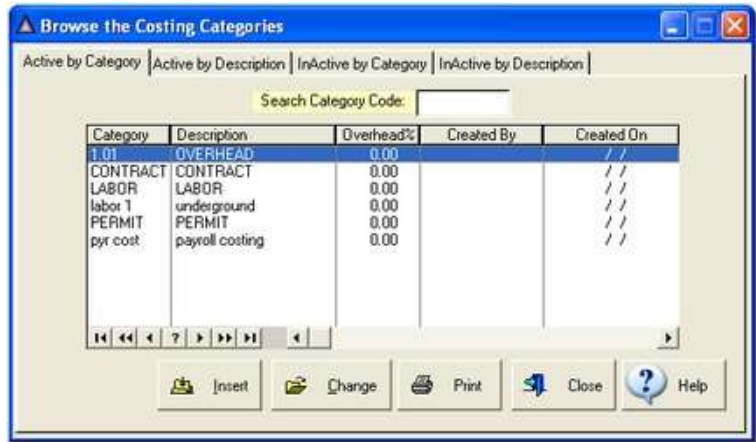 Browse the Costing Categories
Active by Category Active by Description InActive by Category InActive by Description
Search Category Code:
Category Description Overhead% Created By Created On
1.01 OVERHEAD 0.00 / /
CONTRACT CONTRACT 0.00 / /
LABOR LABOR 0.00 / /
labor 1 underground 0.00 / /
PERMIT PERMIT 0.00 / /
pyr cost payroll costing 0.00 / /
?
Insert Change Print Close ? Help